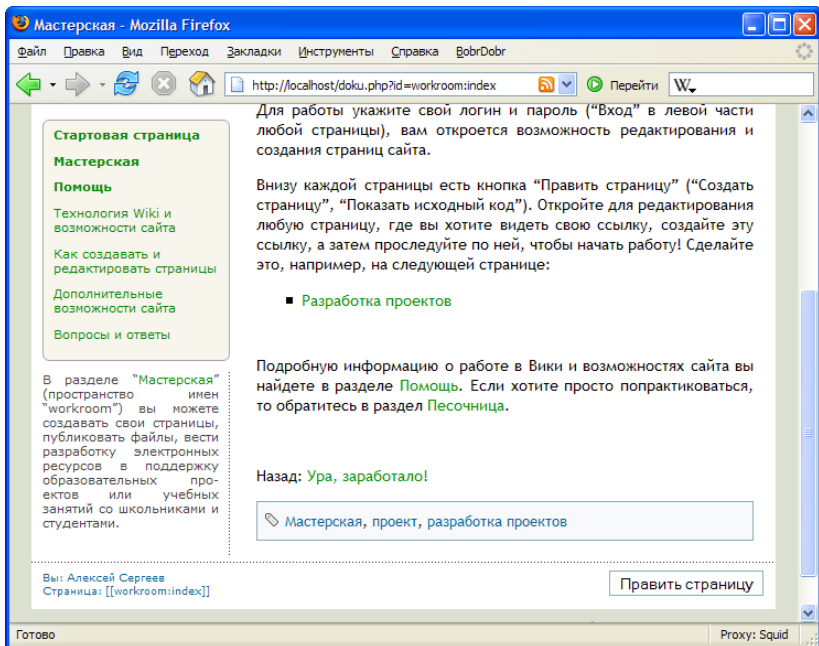 Мастерская - Mozilla Firefox
Файл Правка Вид Переход Закладки Инструменты Справка BobrDobr
http://localhost/doku.php?id=workroom:index Перейти W
Стартовая страница
Мастерская
Помощь
Технология Wiki и
возможности сайта
Как создавать и
редактировать страницы
Дополнительные
возможности сайта
Вопросы и ответы
В разделе “Мастерская”
(пространство имен
“workroom”) вы можете
создавать свои страницы,
публиковать файлы, вести
разработку электронных
ресурсов в поддержку
образовательных про-
ектов или учебных
занятий со школьниками и
студентами.
Для работы укажите свой логин и пароль (“Вход” в левой части
любой страницы), вам откроется возможность редактирования и
создания страниц сайта.
Внизу каждой страницы есть кнопка “Править страницу” (“Создать
страницу”, “Показать исходный код”). Откройте для редактирования
любую страницу, где вы хотите видеть свою ссылку, создайте эту
ссылку, а затем проследуйте по ней, чтобы начать работу! Сделайте
это, например, на следующей странице:
Разработка проектов
Подробную информацию о работе в Вики и возможностях сайта вы
найдете в разделе Помощь. Если хотите просто попрактиковаться,
то обратитесь в раздел Песочница.
Назад: Ура, заработало!
Мастерская, проект, разработка проектов
Вы: Алексей Сергеев
Страница: [[workroom:index]]
Править страницу
Готово Proxy: Squid